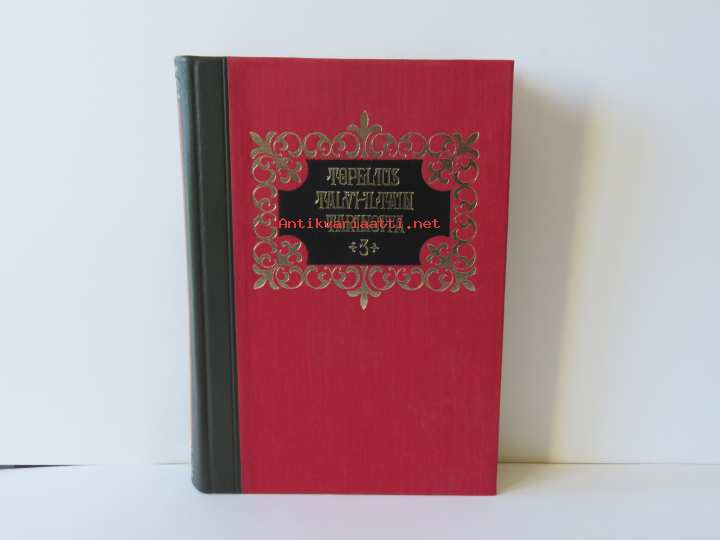 TOPELIUS
TALVI-ILTAIN
TARINOITA
Antikvariaatti.net
3